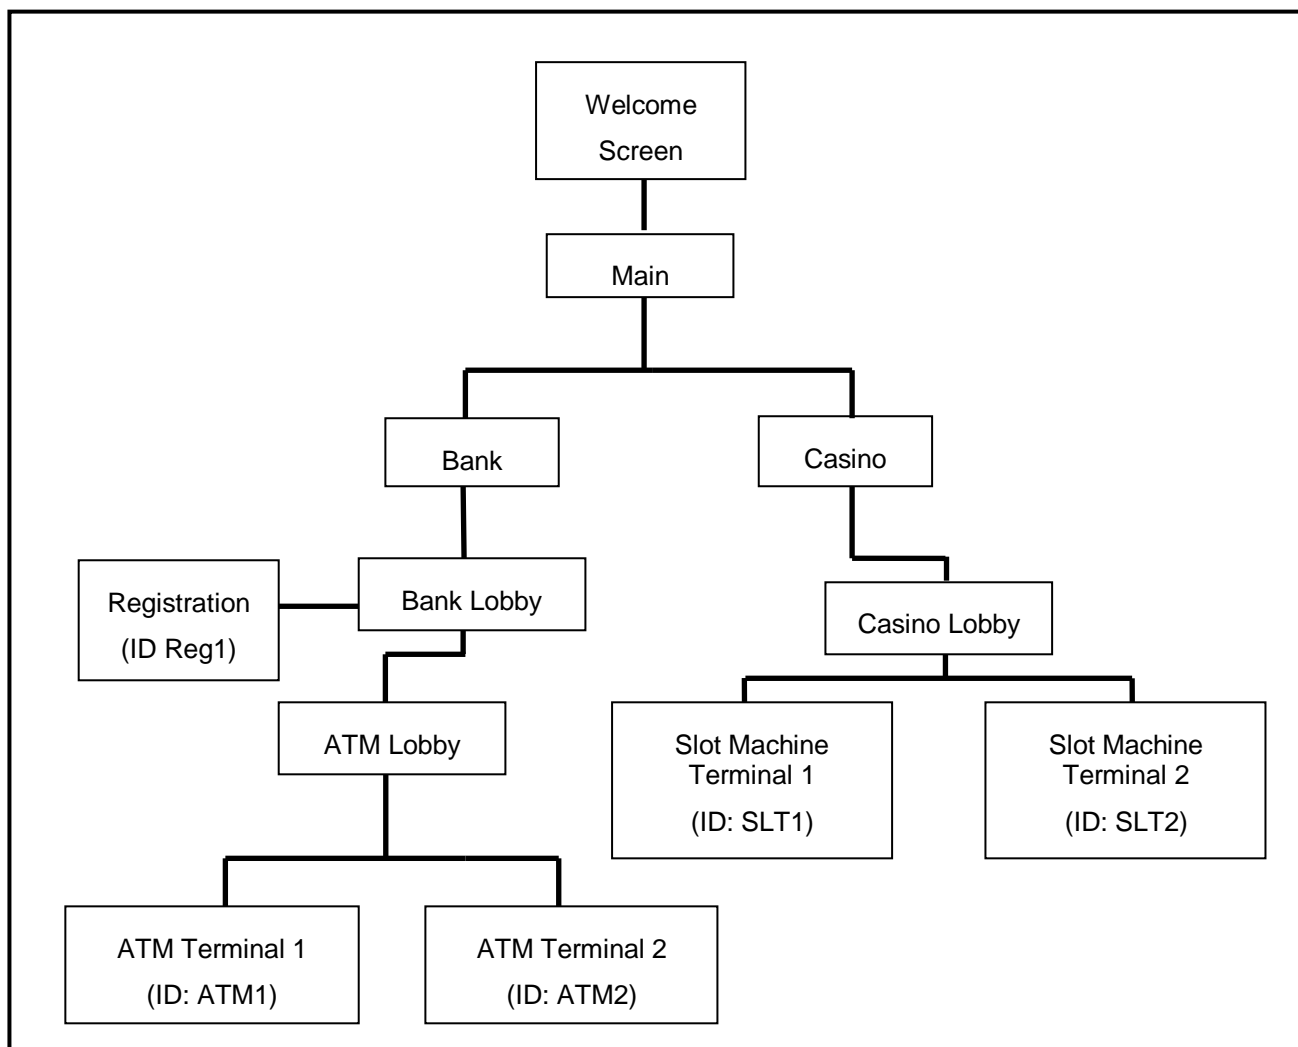 Welcome
Screen
Main
Bank
Casino
Registration
(ID Reg1)
Bank Lobby
Casino Lobby
ATM Lobby
Slot Machine
Terminal 1
(ID: SLT1)
Slot Machine
Terminal 2
(ID: SLT2)
ATM Terminal 1
(ID: ATM1)
ATM Terminal 2
(ID: ATM2)